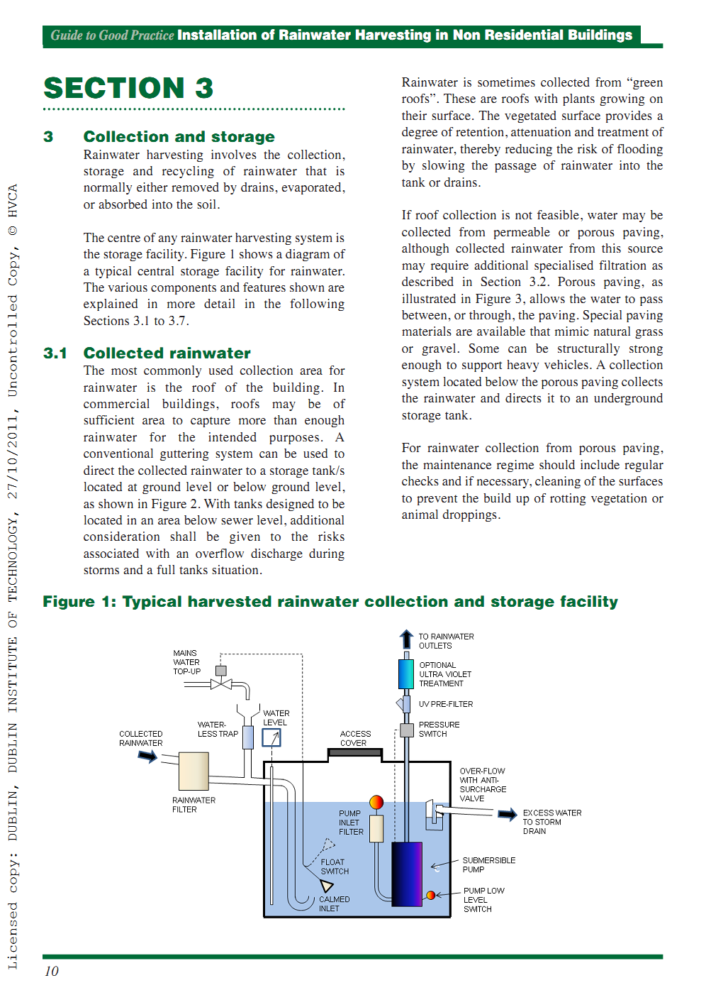 Guide to Good Practice Installation of Rainwater Harvesting in Non Residential Buildings
SECTION 3
3 Collection and storage
Rainwater harvesting involves the collection,
storage and recycling of rainwater that is
normally either removed by drains, evaporated,
or absorbed into the soil.
The centre of any rainwater harvesting system is
the storage facility. Figure 1 shows a diagram of
a typical central storage facility for rainwater.
The various components and features shown are
explained in more detail in the following
Sections 3.1 to 3.7.
3.1 Collected rainwater
The most commonly used collection area for
rainwater is the roof of the building. In
commercial buildings, roofs may be of
sufficient area to capture more than enough
rainwater for the intended purposes. A
conventional guttering system can be used to
direct the collected rainwater to a storage tank/s
located at ground level or below ground level,
as shown in Figure 2. With tanks designed to be
located in an area below sewer level, additional
consideration shall be given to the risks
associated with an overflow discharge during
storms and a full tanks situation.
Rainwater is sometimes collected from “green
roofs”. These are roofs with plants growing on
their surface. The vegetated surface provides a
degree of retention, attenuation and treatment of
rainwater, thereby reducing the risk of flooding
by slowing the passage of rainwater into the
tank or drains.
If roof collection is not feasible, water may be
collected from permeable or porous paving,
although collected rainwater from this source
may require additional specialised filtration as
described in Section 3.2. Porous paving, as
illustrated in Figure 3, allows the water to pass
between, or through, the paving. Special paving
materials are available that mimic natural grass
or gravel. Some can be structurally strong
enough to support heavy vehicles. A collection
system located below the porous paving collects
the rainwater and directs it to an underground
storage tank.
For rainwater collection from porous paving,
the maintenance regime should include regular
checks and if necessary, cleaning of the surfaces
to prevent the build up of rotting vegetation or
animal droppings.
Figure 1: Typical harvested rainwater collection and storage facility
MAINS
WATER
TOP-UP
COLLECTED
RAINWATER
WATER-
LESS TRAP
WATER
LEVEL
RAINWATER
FILTER
ACCESS
COVER
TO RAINWATER
OUTLETS
OPTIONAL
ULTRA VIOLET
TREATMENT
UV PRE-FILTER
PRESSURE
SWITCH
OVER-FLOW
WITH ANTI-
SURCHARGE
VALVE
EXCESS WATER
TO STORM
DRAIN
PUMP
INLET
FILTER
FLOAT
SWITCH
CALMED
INLET
SUBMERSIBLE
PUMP
PUMP LOW
LEVEL
SWITCH
10
Licensed copy: DUBLIN, DUBLIN INSTITUTE OF TECHNOLOGY, 27/10/2011, Uncontrolled Copy, © HVCA